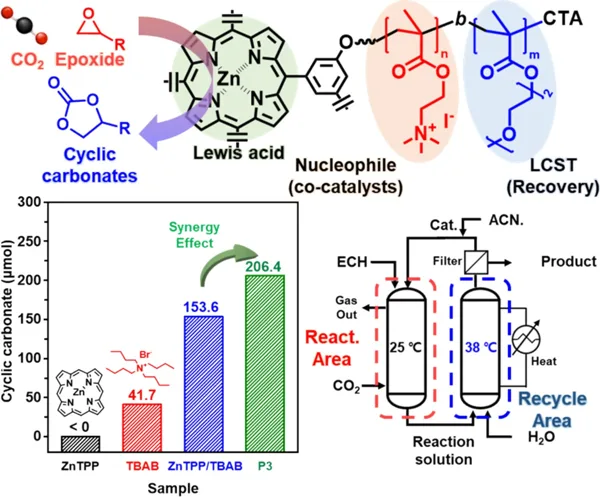 CO2 Epoxide
O
R
O
O
O
R
Cyclic
carbonates
N
N
N
N
Zn
Lewis acid
O
n
b
m
CTA
O
O
N+
I-
O
O
2
O
Nucleophile
(co-catalysts)
LCST
(Recovery)
Cyclic carbonate (μmol)
300
250
200
150
100
50
0
Synergy
Effect
206.4
153.6
41.7
< 0
N
N
N
N
Zn
Br-
N+
ZnTPP
TBAB
ZnTPP/TBAB
P3
Sample
Cat.
ACN.
ECH
Filter
Product
Gas
Out
React.
Area
25 ℃
38 ℃
Heat
CO2
Recycle
Area
H2O
Reaction
solution